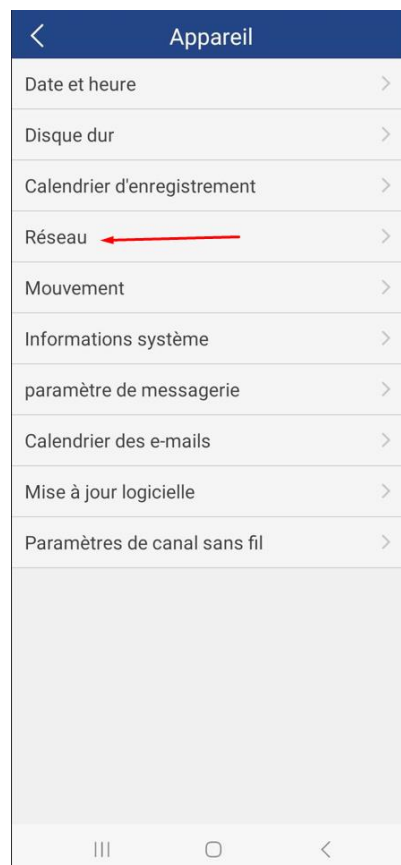 Appareil
Date et heure
Disque dur
Calendrier d'enregistrement
Réseau
Mouvement
Informations système
paramètre de messagerie
Calendrier des e-mails
Mise à jour logicielle
Paramètres de canal sans fil